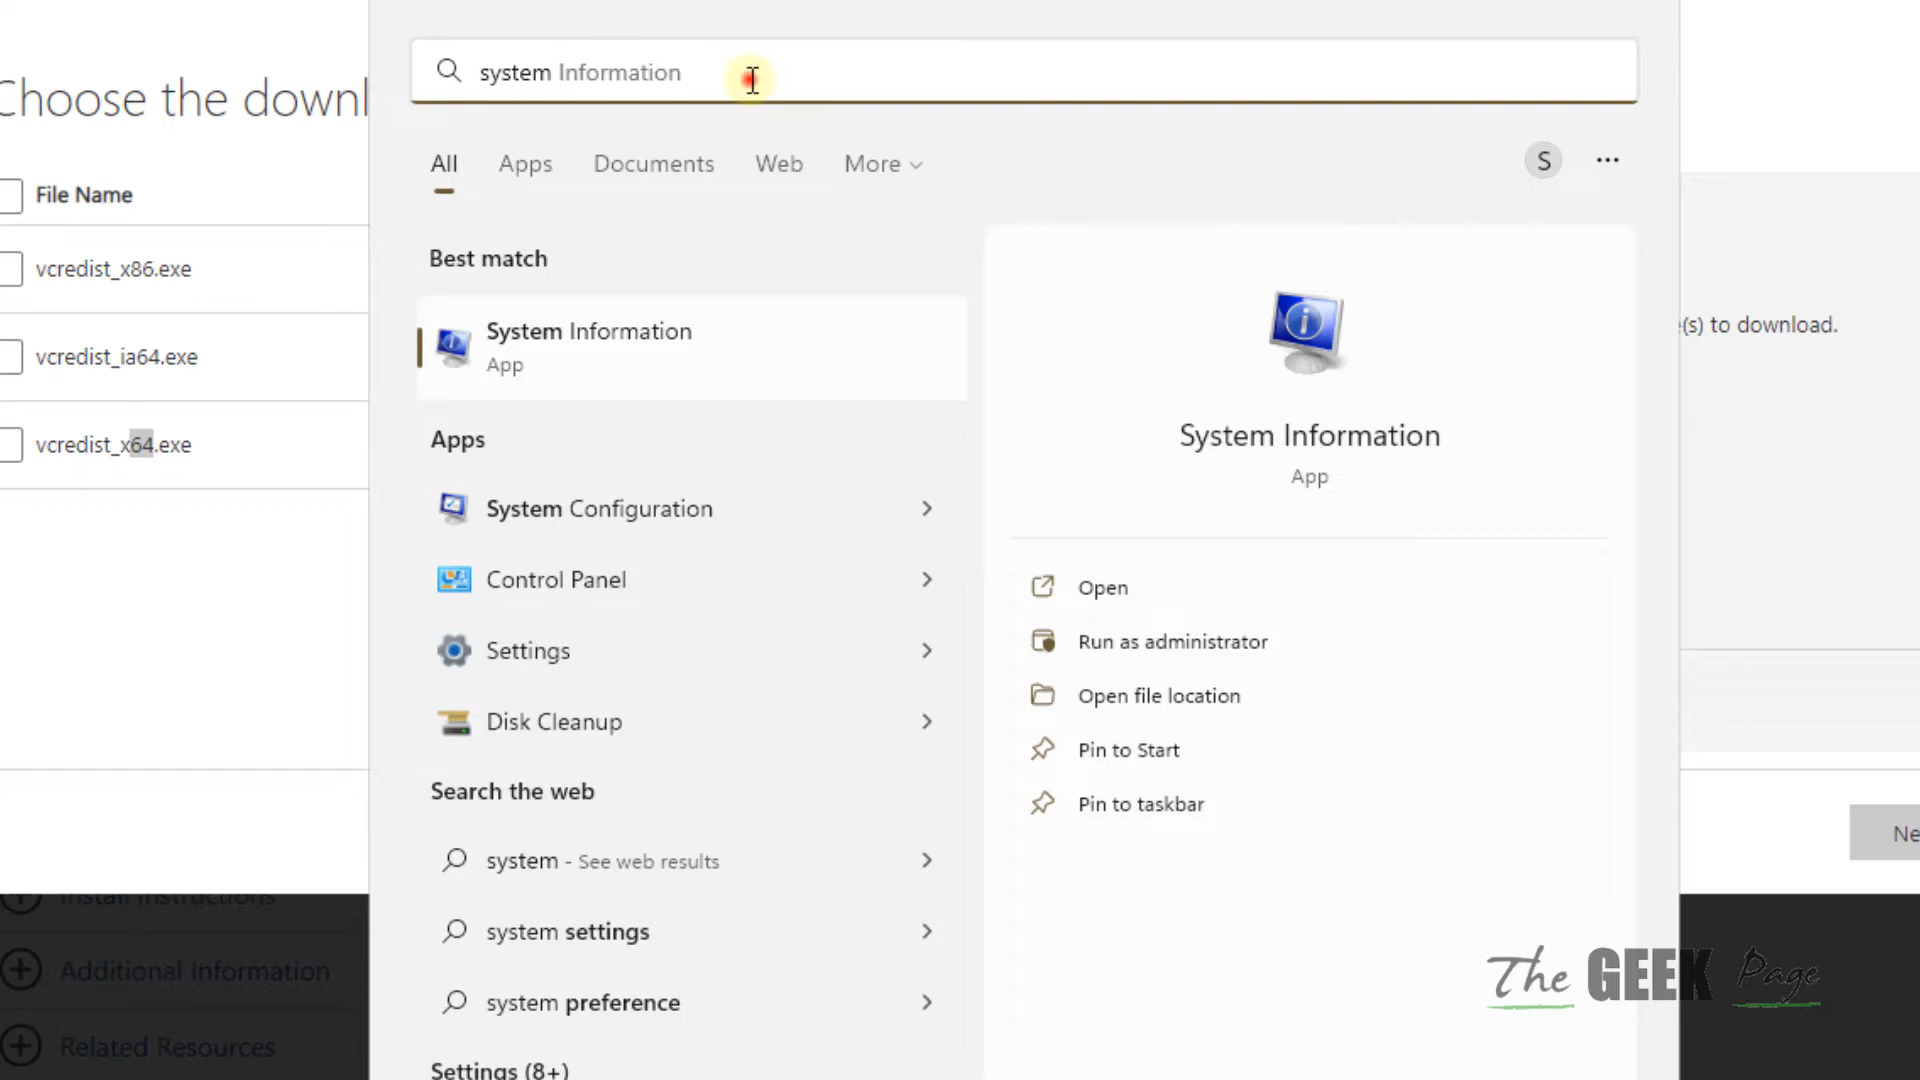 system Information
Choose the downl
All Apps Documents Web More
S
File Name
vcredist_x86.exe
vcredist_ia64.exe
vcredist_x64.exe
Best match
System Information
App
Apps
System Configuration
Control Panel
Settings
Disk Cleanup
Search the web
system - See web results
system settings
system preference
Settings (8+)
System Information
App
Open
Run as administrator
Open file location
Pin to Start
Pin to taskbar
e(s) to download.
Ne
Install Instructions
Additional Information
Related Resources
The GEEK Page